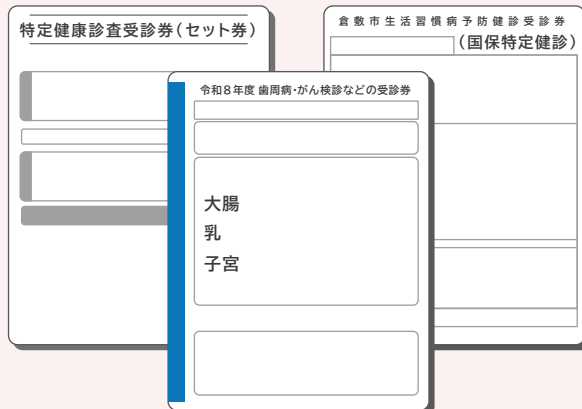 特定健康診査受診券(セット券)
倉敷市生活習慣病予防健診受診券
(国保特定健診)
令和8年度 歯周病・がん検診などの受診券
大腸
乳
子宮